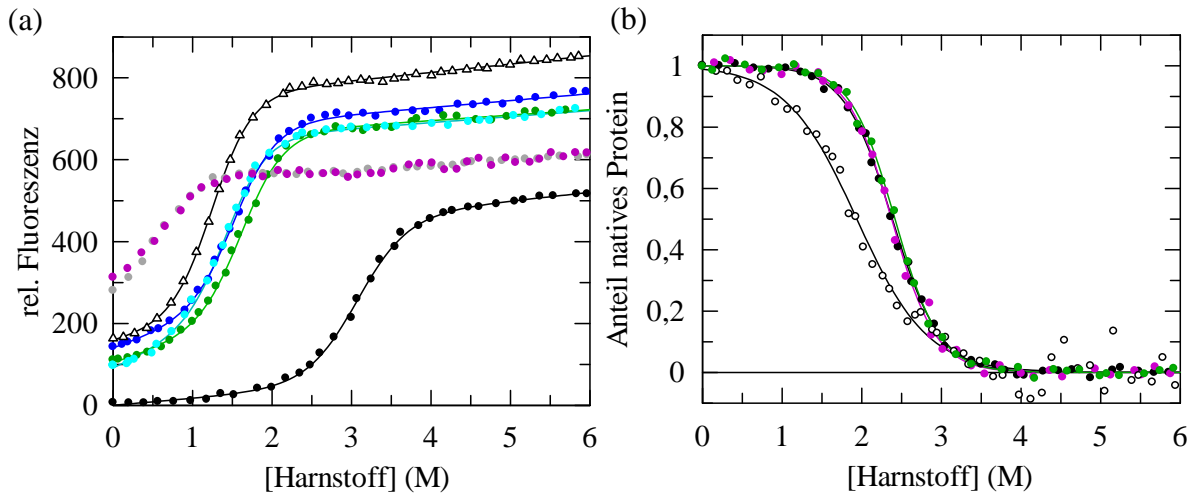 (a)
(b)
rel. Fluoreszenz
800
600
400
200
0
0 1 2 3 4 5 6
[Harnstoff] (M)
Anteil natives Protein
1
0,8
0,6
0,4
0,2
0
0 1 2 3 4 5 6
[Harnstoff] (M)